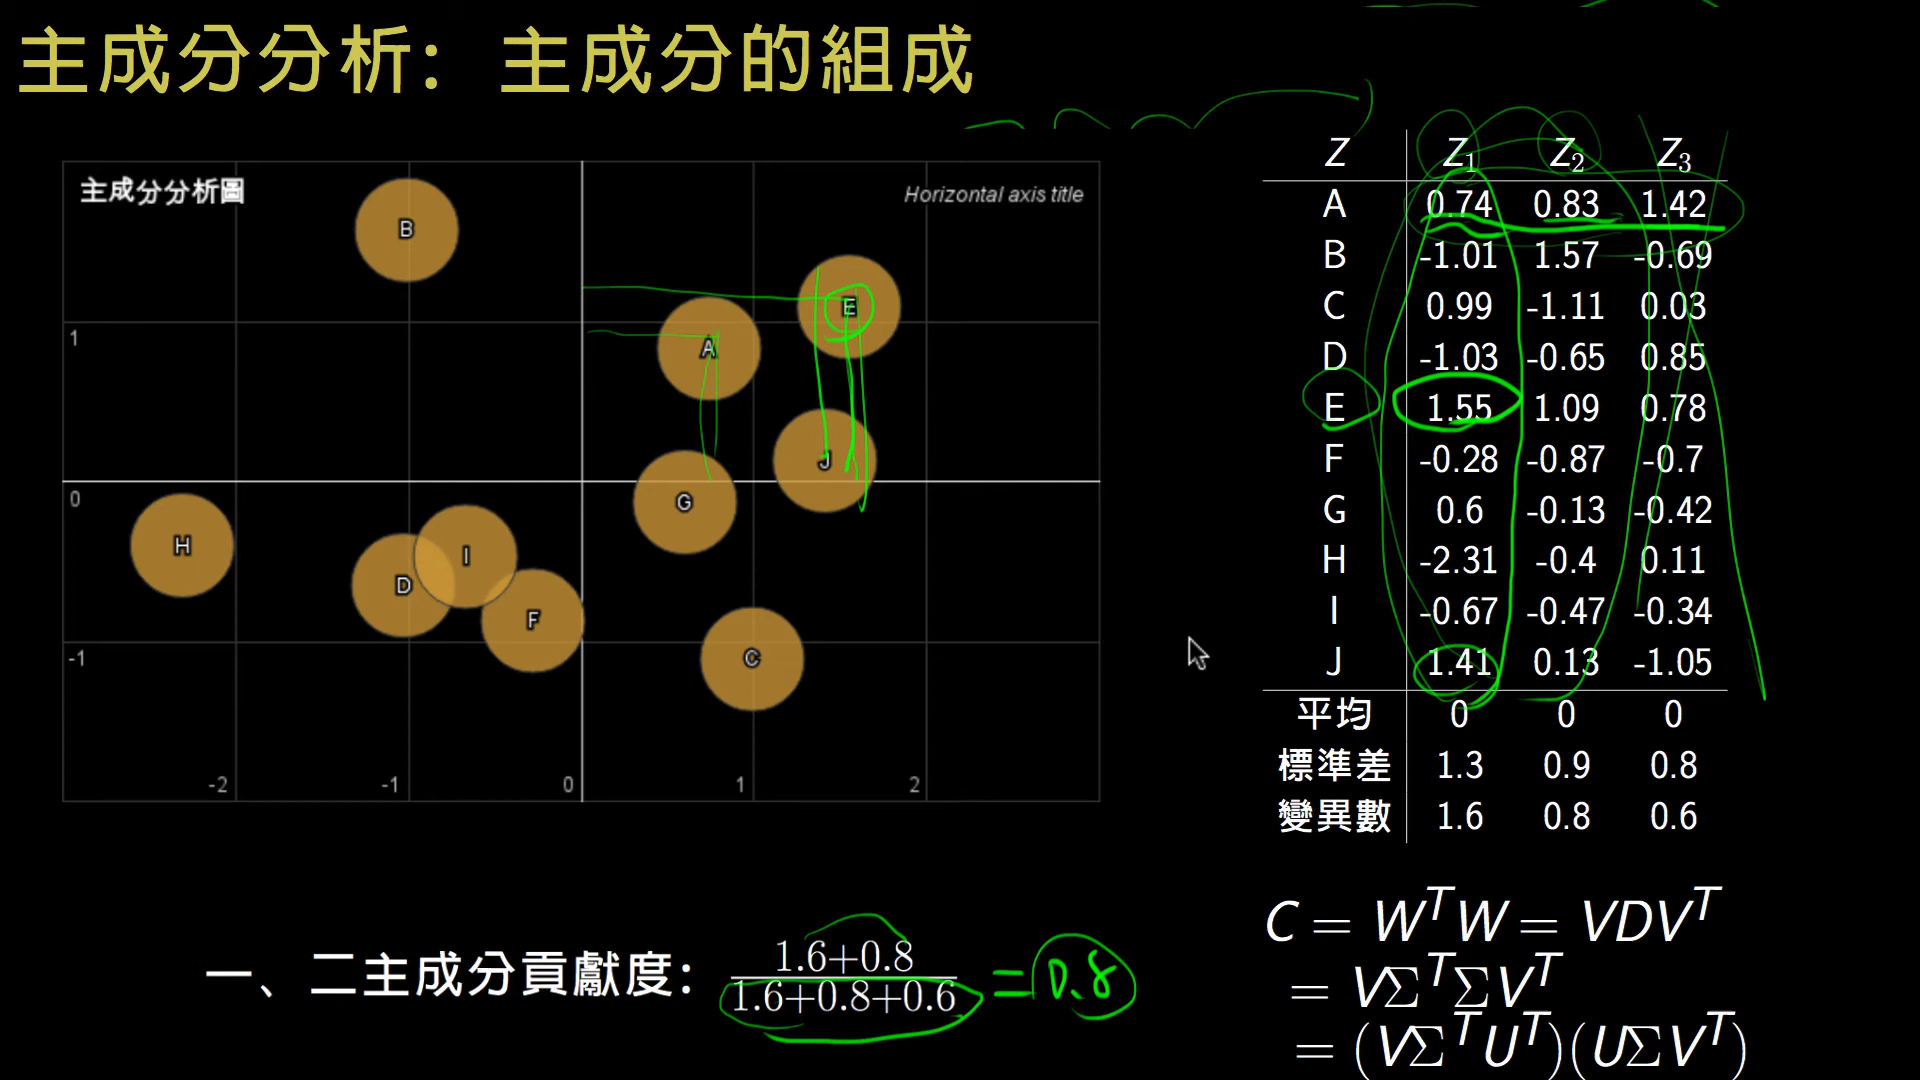 主成分分析：主成分的組成
主成分分析圖
Horizontal axis title
B
E
A
1
J
0
G
H
I
D
F
C
-1
-2 -1 0 1 2
Z Z₁ Z₂ Z₃
A 0.74 0.83 1.42
B -1.01 1.57 -0.69
C 0.99 -1.11 0.03
D -1.03 -0.65 0.85
E 1.55 1.09 0.78
F -0.28 -0.87 -0.7
G 0.6 -0.13 -0.42
H -2.31 -0.4 0.11
I -0.67 -0.47 -0.34
J 1.41 0.13 -1.05
平均 0 0 0
標準差 1.3 0.9 0.8
變異數 1.6 0.8 0.6
一、二主成分貢獻度：
1.6+0.8
1.6+0.8+0.6
= 0.8
C = WᵀW = VDVᵀ
= VΣᵀΣVᵀ
= (VΣᵀUᵀ)(UΣVᵀ)